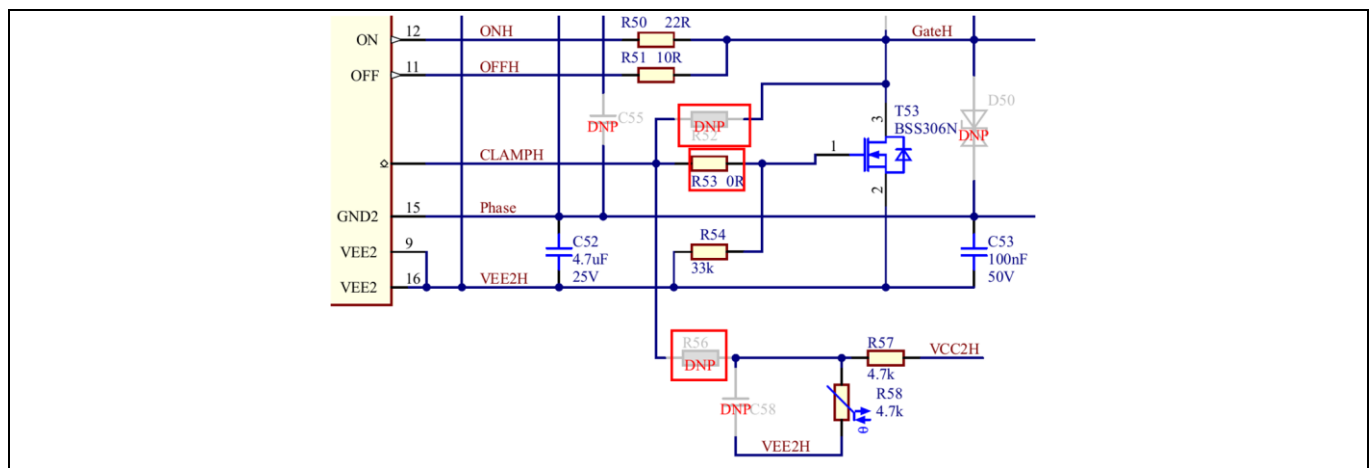 R50 22R
12 ONH GateH
ON
R51 10R
11 OFFH
OFF
D50
T53
BSS306N
3
DNP C55
DNP
R52
DNP
CLAMPH
1
R53 0R
2
15 Phase
GND2
R54
C52
C53
9
VEE2
4.7uF
33k
100nF
25V
50V
16 VEE2H
VEE2
R56
DNP
R57
VCC2H
4.7k
R58
DNP C58
4.7k
θ
VEE2H